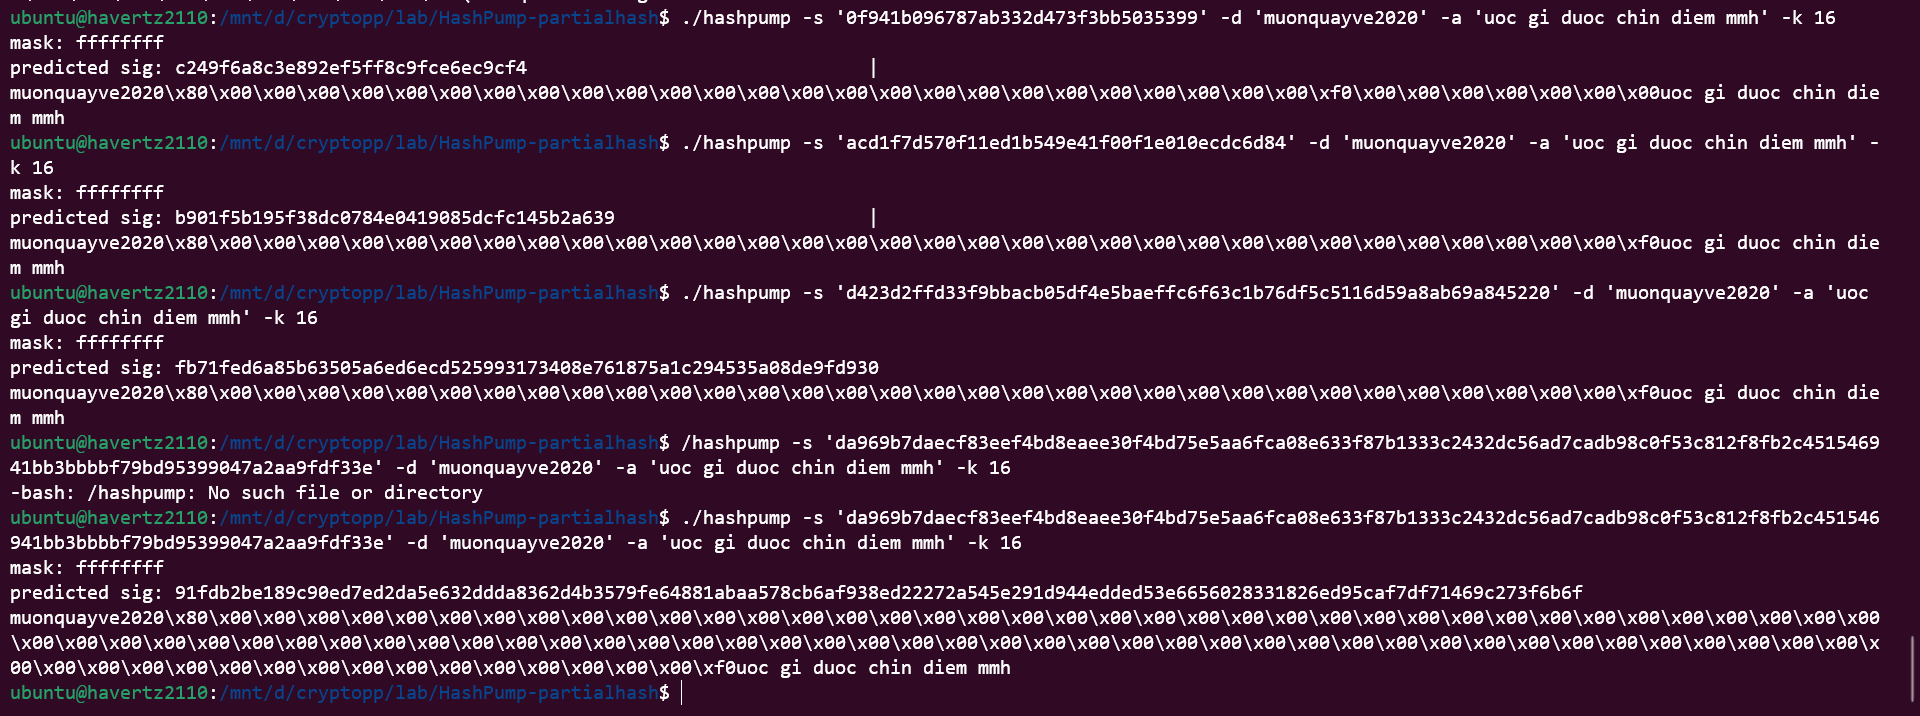 ubuntu@havertz2110:/mnt/d/cryptopp/lab/HashPump-partialhash$ ./hashpump -s '0f941b096787ab332d473f3bb5035399' -d 'muonquayve2020' -a 'uoc gi duoc chin diem mmh' -k 16
mask: ffffffff
predicted sig: c249f6a8c3e892ef5ff8c9fce6ec9cf4 |
muonquayve2020\x80\x00\x00\x00\x00\x00\x00\x00\x00\x00\x00\x00\x00\x00\x00\x00\x00\x00\x00\x00\x00\x00\x00\x00\x00\x00\x00\xf0\x00\x00\x00\x00\x00\x00\x00uoc gi duoc chin die
m mmh
ubuntu@havertz2110:/mnt/d/cryptopp/lab/HashPump-partialhash$ ./hashpump -s 'acd1f7d570f11ed1b549e41f00f1e010ecdc6d84' -d 'muonquayve2020' -a 'uoc gi duoc chin diem mmh' -
k 16
mask: ffffffff
predicted sig: b901f5b195f38dc0784e0419085dcfc145b2a639 |
muonquayve2020\x80\x00\x00\x00\x00\x00\x00\x00\x00\x00\x00\x00\x00\x00\x00\x00\x00\x00\x00\x00\x00\x00\x00\x00\x00\x00\x00\x00\x00\x00\x00\x00\x00\xf0uoc gi duoc chin die
m mmh
ubuntu@havertz2110:/mnt/d/cryptopp/lab/HashPump-partialhash$ ./hashpump -s 'd423d2ffd33f9bbacb05df4e5baeffc6f63c1b76df5c5116d59a8ab69a845220' -d 'muonquayve2020' -a 'uoc
gi duoc chin diem mmh' -k 16
mask: ffffffff
predicted sig: fb71fed6a85b63505a6ed6ecd525993173408e761875a1c294535a08de9fd930
muonquayve2020\x80\x00\x00\x00\x00\x00\x00\x00\x00\x00\x00\x00\x00\x00\x00\x00\x00\x00\x00\x00\x00\x00\x00\x00\x00\x00\x00\x00\x00\x00\x00\x00\x00\xf0uoc gi duoc chin die
m mmh
ubuntu@havertz2110:/mnt/d/cryptopp/lab/HashPump-partialhash$ /hashpump -s 'da969b7daecf83eef4bd8eaee30f4bd75e5aa6fca08e633f87b1333c2432dc56ad7cadb98c0f53c812f8fb2c4515469
41bb3bbbbf79bd95399047a2aa9fdf33e' -d 'muonquayve2020' -a 'uoc gi duoc chin diem mmh' -k 16
-bash: /hashpump: No such file or directory
ubuntu@havertz2110:/mnt/d/cryptopp/lab/HashPump-partialhash$ ./hashpump -s 'da969b7daecf83eef4bd8eaee30f4bd75e5aa6fca08e633f87b1333c2432dc56ad7cadb98c0f53c812f8fb2c451546
941bb3bbbbf79bd95399047a2aa9fdf33e' -d 'muonquayve2020' -a 'uoc gi duoc chin diem mmh' -k 16
mask: ffffffff
predicted sig: 91fdb2be189c90ed7ed2da5e632ddda8362d4b3579fe64881abaa578cb6af938ed22272a545e291d944edded53e6656028331826ed95caf7df71469c273f6b6f
muonquayve2020\x80\x00\x00\x00\x00\x00\x00\x00\x00\x00\x00\x00\x00\x00\x00\x00\x00\x00\x00\x00\x00\x00\x00\x00\x00\x00\x00\x00\x00\x00\x00\x00\x00\x00\x00\x00\x00\x00\x00
\x00\x00\x00\x00\x00\x00\x00\x00\x00\x00\x00\x00\x00\x00\x00\x00\x00\x00\x00\x00\x00\x00\x00\x00\x00\x00\x00\x00\x00\x00\x00\x00\x00\x00\x00\x00\x00\x00\x00\x00\x00\x00\x
00\x00\x00\x00\x00\x00\x00\x00\x00\x00\x00\x00\x00\x00\x00\x00\xf0uoc gi duoc chin diem mmh
ubuntu@havertz2110:/mnt/d/cryptopp/lab/HashPump-partialhash$